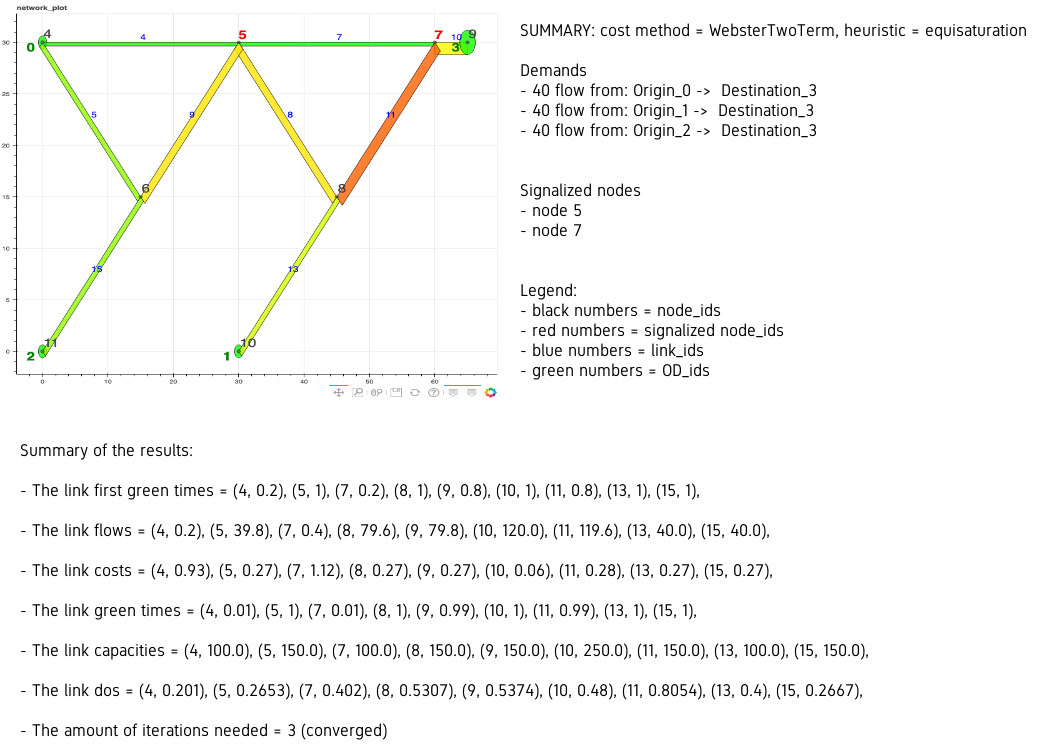 network_plot
4
0
4
5
7
7
10
3
9
30
25
20
15
10
5
0
5
9
8
11
6
8
15
13
11
2
10
1
0
10
20
30
40
50
60
SUMMARY: cost method = WebsterTwoTerm, heuristic = equisaturation
Demands
- 40 flow from: Origin_0 -> Destination_3
- 40 flow from: Origin_1 -> Destination_3
- 40 flow from: Origin_2 -> Destination_3
Signalized nodes
- node 5
- node 7
Legend:
- black numbers = node_ids
- red numbers = signalized node_ids
- blue numbers = link_ids
- green numbers = OD_ids
Summary of the results:
- The link first green times = (4, 0.2), (5, 1), (7, 0.2), (8, 1), (9, 0.8), (10, 1), (11, 0.8), (13, 1), (15, 1),
- The link flows = (4, 0.2), (5, 39.8), (7, 0.4), (8, 79.6), (9, 79.8), (10, 120.0), (11, 119.6), (13, 40.0), (15, 40.0),
- The link costs = (4, 0.93), (5, 0.27), (7, 1.12), (8, 0.27), (9, 0.27), (10, 0.06), (11, 0.28), (13, 0.27), (15, 0.27),
- The link green times = (4, 0.01), (5, 1), (7, 0.01), (8, 1), (9, 0.99), (10, 1), (11, 0.99), (13, 1), (15, 1),
- The link capacities = (4, 100.0), (5, 150.0), (7, 100.0), (8, 150.0), (9, 150.0), (10, 250.0), (11, 150.0), (13, 100.0), (15, 150.0),
- The link dos = (4, 0.201), (5, 0.2653), (7, 0.402), (8, 0.5307), (9, 0.5374), (10, 0.48), (11, 0.8054), (13, 0.4), (15, 0.2667),
- The amount of iterations needed = 3 (converged)